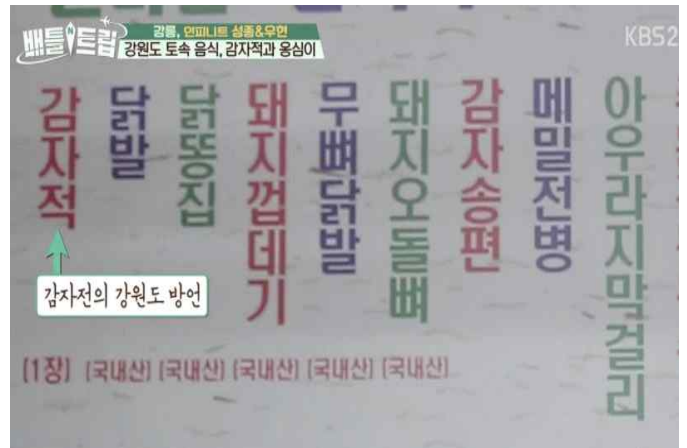 배틀트립
강릉, 인피니트 성종&우현
강원도 토속 음식, 감자적과 옹심이
KBS2
감자적
닭발
닭똥집
돼지껍데기
무뼈닭발
돼지오돌뼈
감자송편
메밀전병
아우라지막걸리
감자전의 강원도 방언
[1장] [국내산] [국내산] [국내산] [국내산] [국내산]